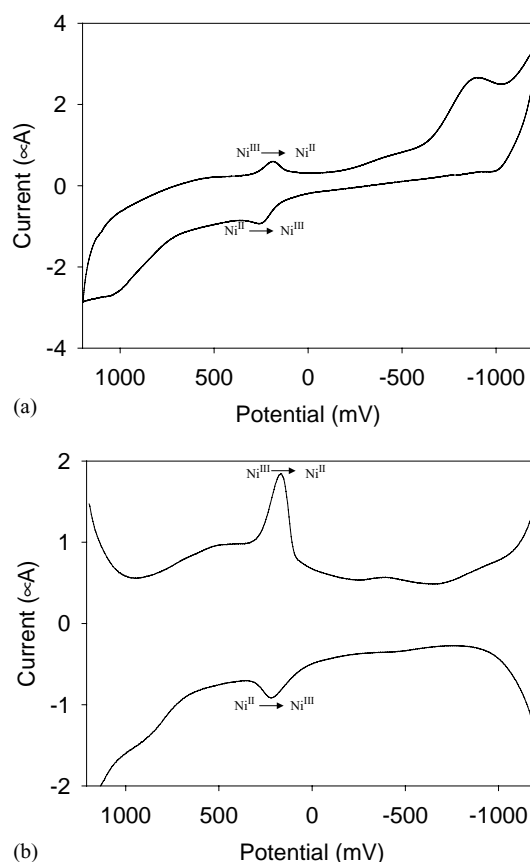 4
Ni^III → Ni^II
2
Current (∝A)
0
Ni^II → Ni^III
-2
-4
1000 500 0 -500 -1000
(a)
Potential (mV)
2
Ni^III → Ni^II
1
Current (∝A)
0
Ni^II → Ni^III
-1
-2
1000 500 0 -500 -1000
(b)
Potential (mV)